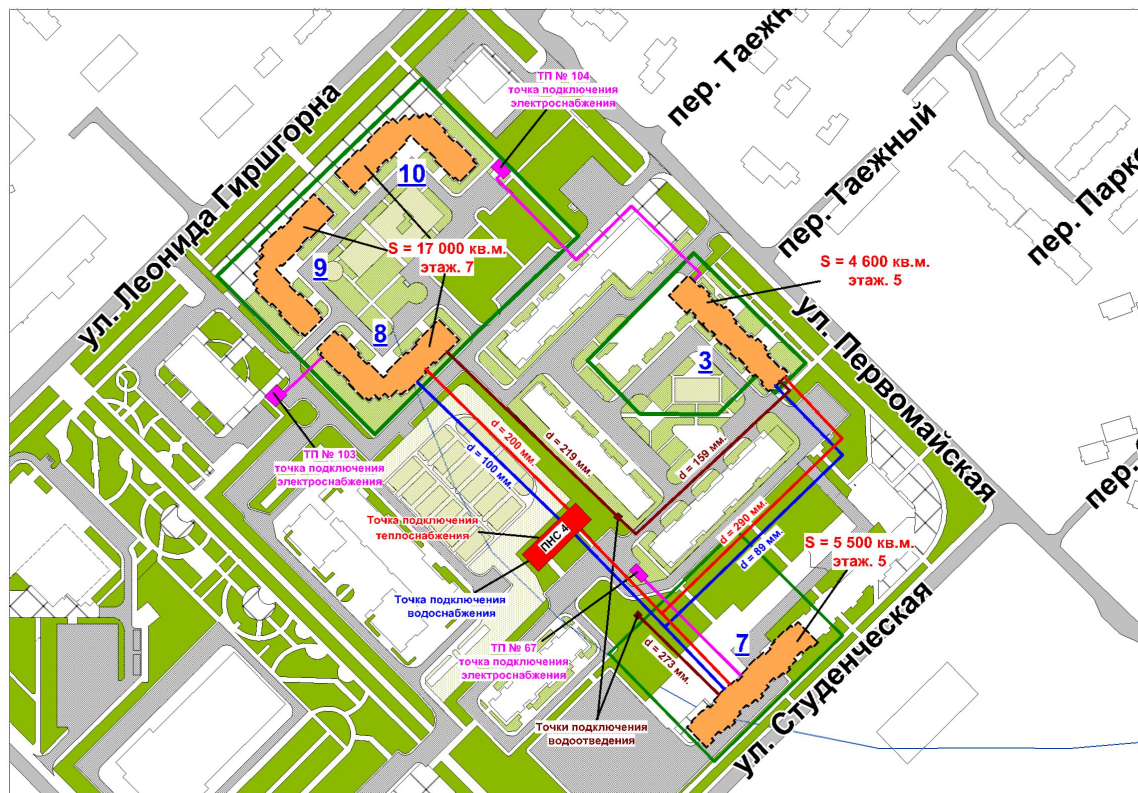 ТП № 104
точка подключения
электроснабжения
пер. Таежн
пер. Таежный
пер. Парко
ул. Леонида Гиршгорна
10
S = 17 000 кв.м.
этаж. 7
9
8
S = 4 600 кв.м.
этаж. 5
3
ул. Первомайская
пер.
ТП № 103
точка подключения
электроснабжения
d = 200 мм.
d = 100 мм.
d = 219 мм.
d = 159 мм.
d = 290 мм.
d = 89 мм.
Точка подключения
теплоснабжения
ПНС 4
S = 5 500 кв.м.
этаж. 5
Точка подключения
водоснабжения
ТП № 67
точка подключения
электроснабжения
7
d = 273 мм.
Точки подключения
водоотведения
ул. Студенческая